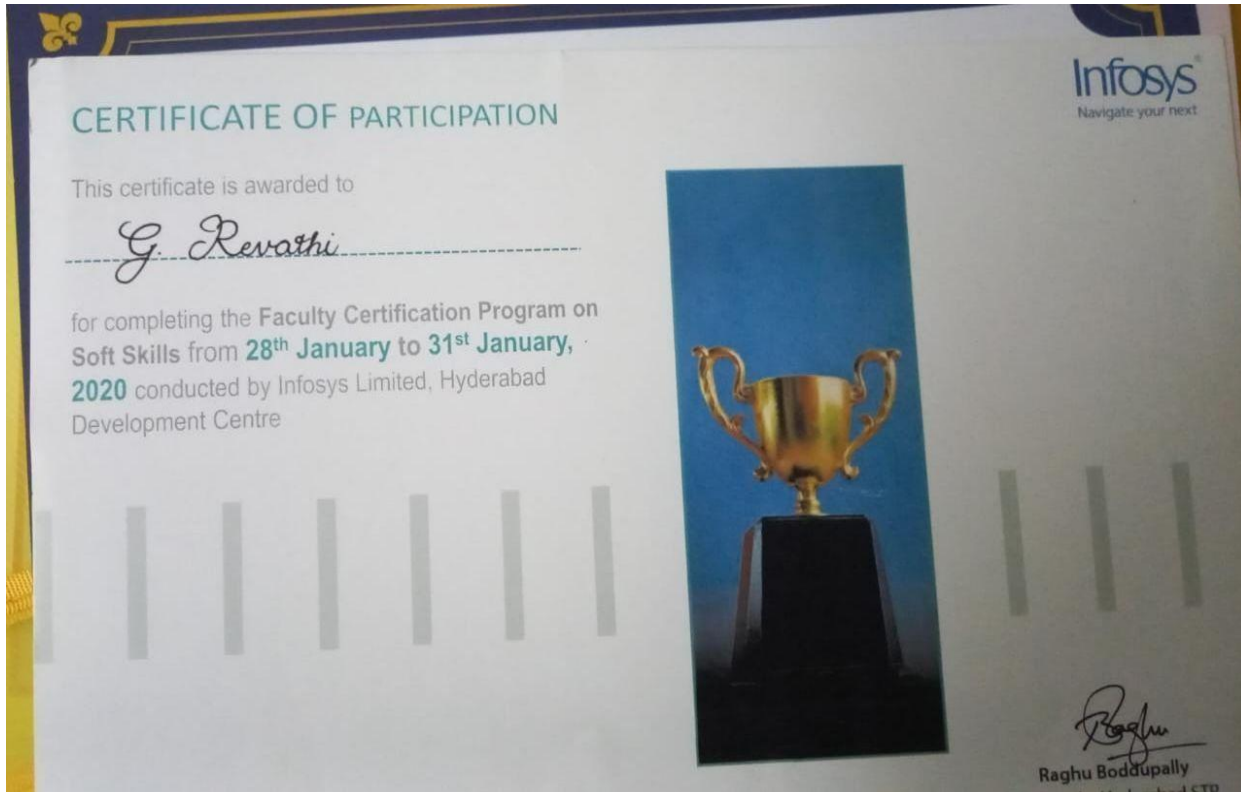 Infosys
Navigate your next
CERTIFICATE OF PARTICIPATION
This certificate is awarded to
G. Revathi
for completing the Faculty Certification Program on
Soft Skills from 28th January to 31st January,
2020 conducted by Infosys Limited, Hyderabad
Development Centre
Raghu
Raghu Boddupally